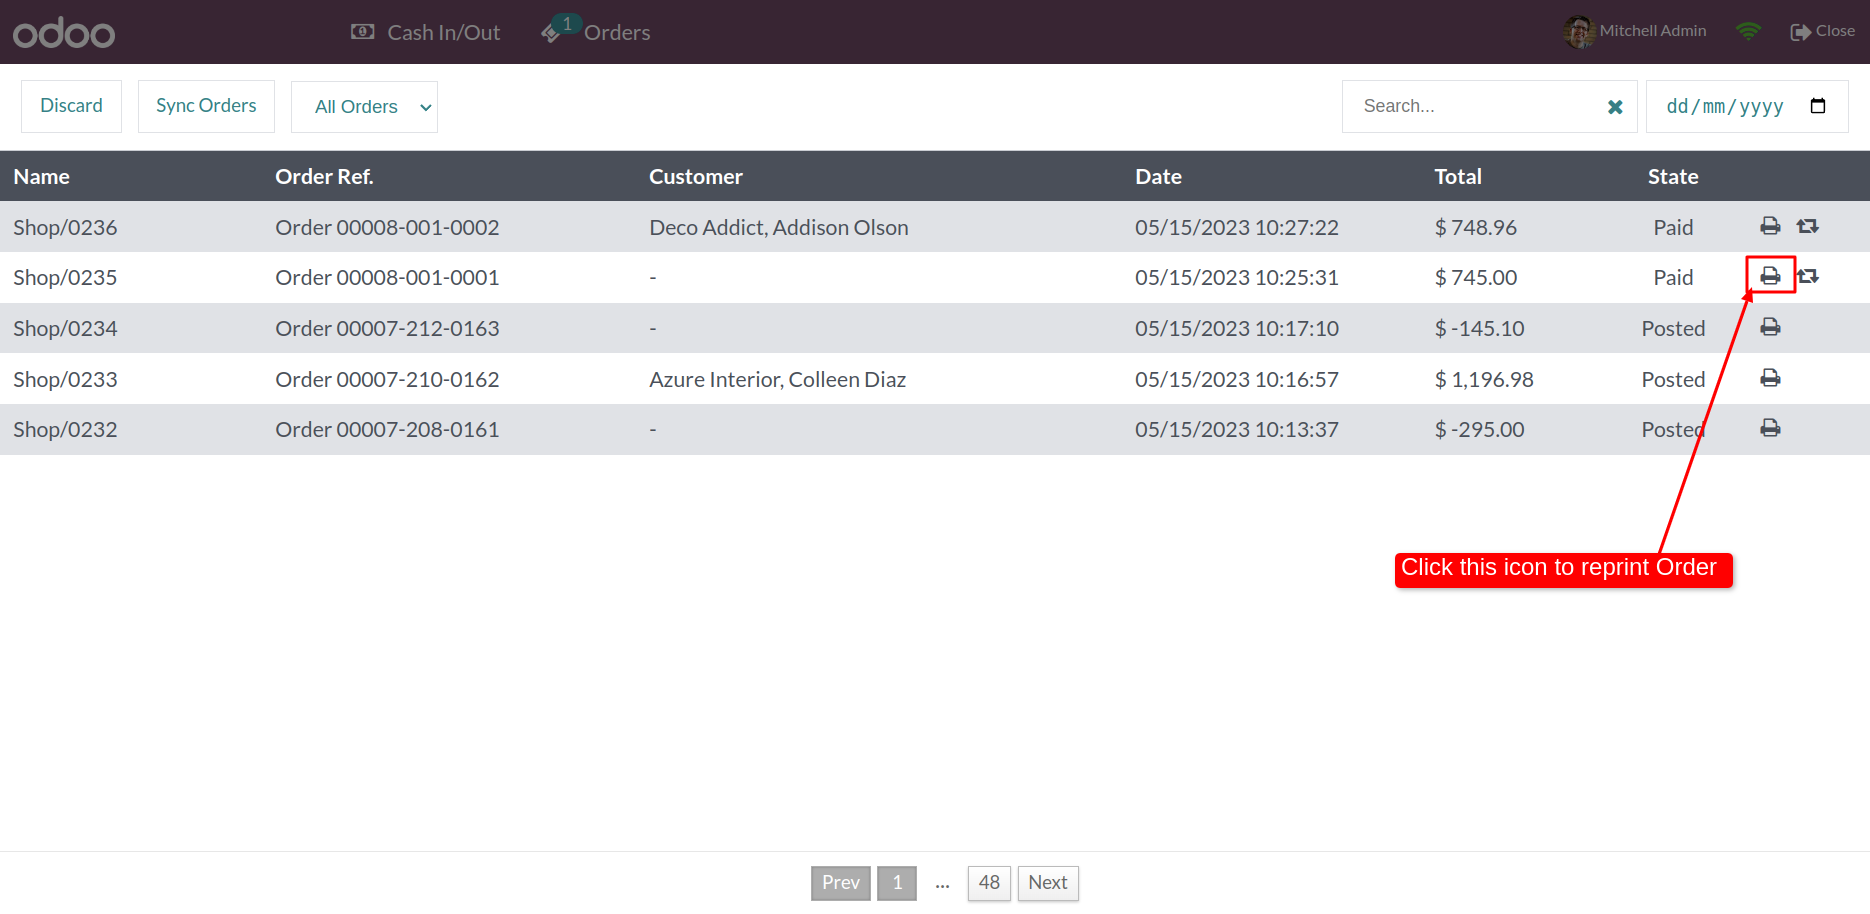 odoo Cash In/Out 1 Orders Mitchell Admin Close
Discard Sync Orders All Orders Search... dd/mm/yyyy
Name Order Ref. Customer Date Total State
Shop/0236 Order 00008-001-0002 Deco Addict, Addison Olson 05/15/2023 10:27:22 $ 748.96 Paid
Shop/0235 Order 00008-001-0001 - 05/15/2023 10:25:31 $ 745.00 Paid
Shop/0234 Order 00007-212-0163 - 05/15/2023 10:17:10 $ -145.10 Posted
Shop/0233 Order 00007-210-0162 Azure Interior, Colleen Diaz 05/15/2023 10:16:57 $ 1,196.98 Posted
Shop/0232 Order 00007-208-0161 - 05/15/2023 10:13:37 $ -295.00 Posted
Click this icon to reprint Order
Prev 1 ... 48 Next